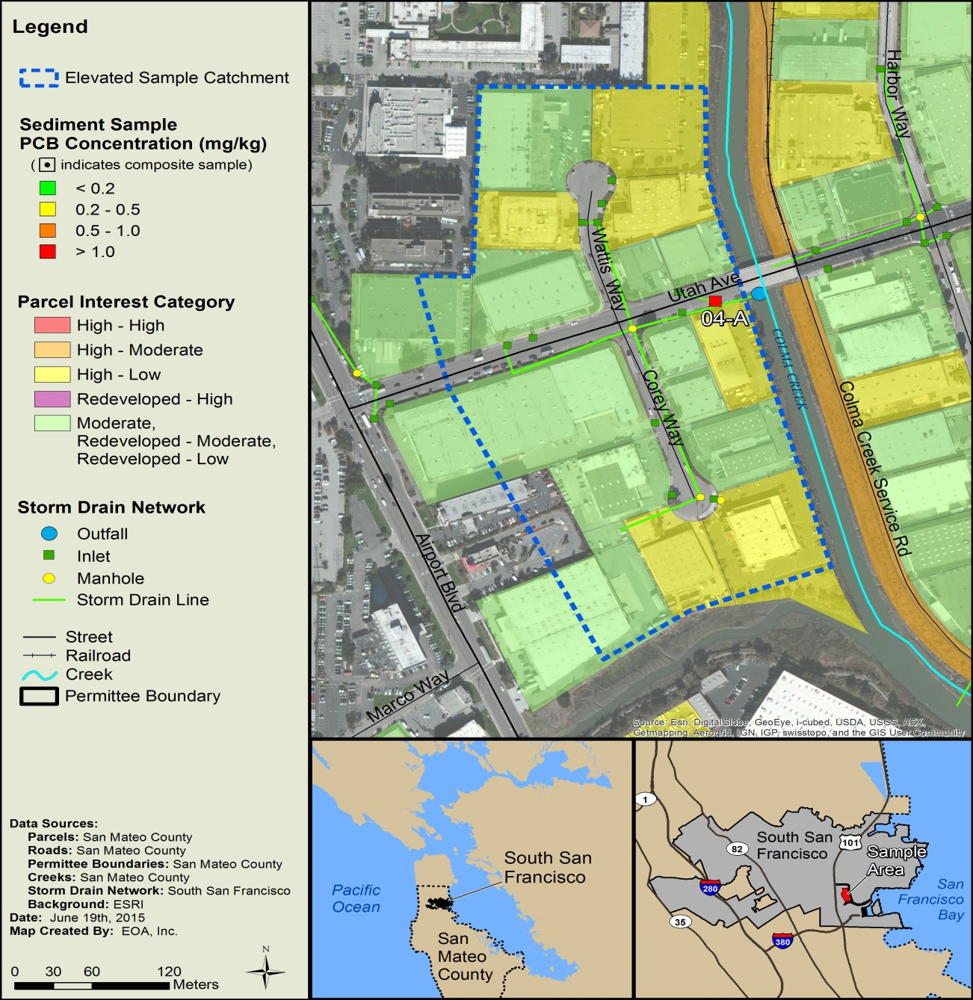 Legend
Elevated Sample Catchment
Sediment Sample
PCB Concentration (mg/kg)
( indicates composite sample)
< 0.2
0.2 - 0.5
0.5 - 1.0
> 1.0
Parcel Interest Category
High - High
High - Moderate
High - Low
Redeveloped - High
Moderate,
Redeveloped - Moderate,
Redeveloped - Low
Storm Drain Network
Outfall
Inlet
Manhole
Storm Drain Line
Street
Railroad
Creek
Permittee Boundary
Data Sources:
Parcels: San Mateo County
Roads: San Mateo County
Permittee Boundaries: San Mateo County
Creeks: San Mateo County
Storm Drain Network: South San Francisco
Background: ESRI
Date: June 19th, 2015
Map Created By: EOA, Inc.
N
0 30 60 120
Meters
Harbor Way
Wattis Way
Utah Ave
04-A
COLMA CREEK
Corey Way
Colma Creek Service Rd
Airport Blvd
Marco Way
Source: Esri, DigitalGlobe, GeoEye, i-cubed, USDA, USGS, AEX,
Getmapping, Aerogrid, IGN, IGP, swisstopo, and the GIS User Community
Pacific
Ocean
South San
Francisco
San
Mateo
County
1
82
South San
Francisco
101
Sample
Area
280
35
380
San
Francisco
Bay